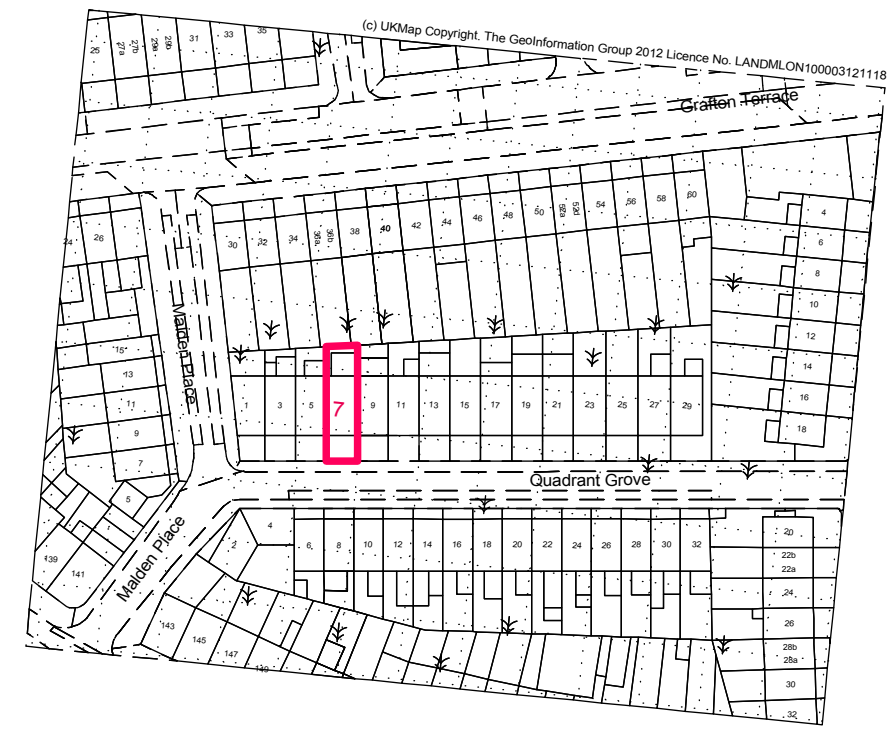 (c) UKMap Copyright. The GeoInformation Group 2012 Licence No. LANDMLON100003121118
25 27a 27b 29a 29b 31 33 35
Grafton Terrace
24 26
30 32 34 36a 36b 38 40 42 44 46 48 50 52a 54 56 58 60
4
6
8
10
12
14
16
18
Maiden Place
15
13
11
9
7
5
1
1 3 5 7 9 11 13 15 17 19 21 23 25 27 29
Quadrant Grove
Maiden Place
2 4 6 8 10 12 14 16 18 20 22 24 26 28 30 32
20
22b
22a
24
26
28b
28a
30
32
139
141
143
145
147
149